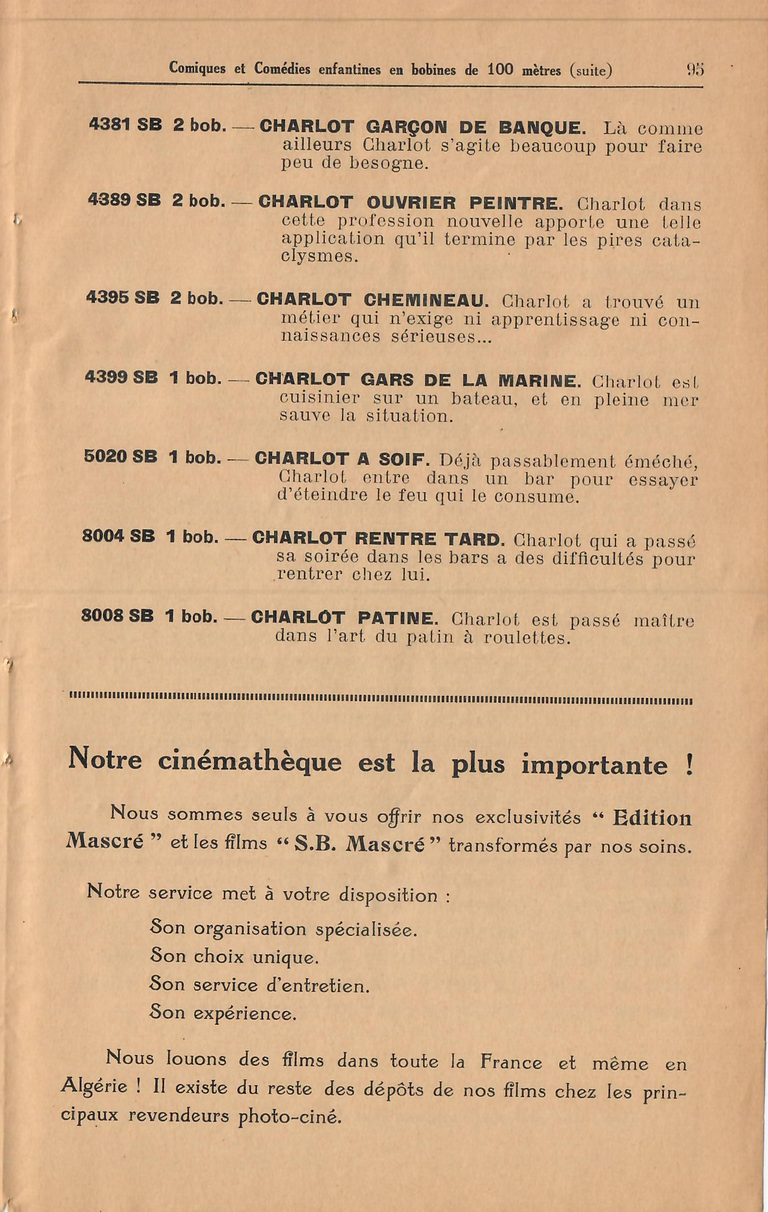 Comiques et Comédies enfantines en bobines de 100 mètres (suite) 95
4381 SB 2 bob. — CHARLOT GARÇON DE BANQUE. Là comme
ailleurs Charlot s'agite beaucoup pour faire
peu de besogne.
4389 SB 2 bob. — CHARLOT OUVRIER PEINTRE. Charlot dans
cette profession nouvelle apporte une telle
application qu'il termine par les pires cata-
clysmes.
4395 SB 2 bob. — CHARLOT CHEMINEAU. Charlot a trouvé un
métier qui n'exige ni apprentissage ni con-
naissances sérieuses...
4399 SB 1 bob. — CHARLOT GARS DE LA MARINE. Charlot est
cuisinier sur un bateau, et en pleine mer
sauve la situation.
5020 SB 1 bob. — CHARLOT A SOIF. Déjà passablement éméché,
Charlot entre dans un bar pour essayer
d'éteindre le feu qui le consume.
8004 SB 1 bob. — CHARLOT RENTRE TARD. Charlot qui a passé
sa soirée dans les bars a des difficultés pour
rentrer chez lui.
8008 SB 1 bob. — CHARLOT PATINE. Charlot est passé maître
dans l'art du patin à roulettes.
Notre cinémathèque est la plus importante !
Nous sommes seuls à vous offrir nos exclusivités “ Edition
Mascré ” et les films “ S.B. Mascré ” transformés par nos soins.
Notre service met à votre disposition :
Son organisation spécialisée.
Son choix unique.
Son service d'entretien.
Son expérience.
Nous louons des films dans toute la France et même en
Algérie ! Il existe du reste des dépôts de nos films chez les prin-
cipaux revendeurs photo-ciné.